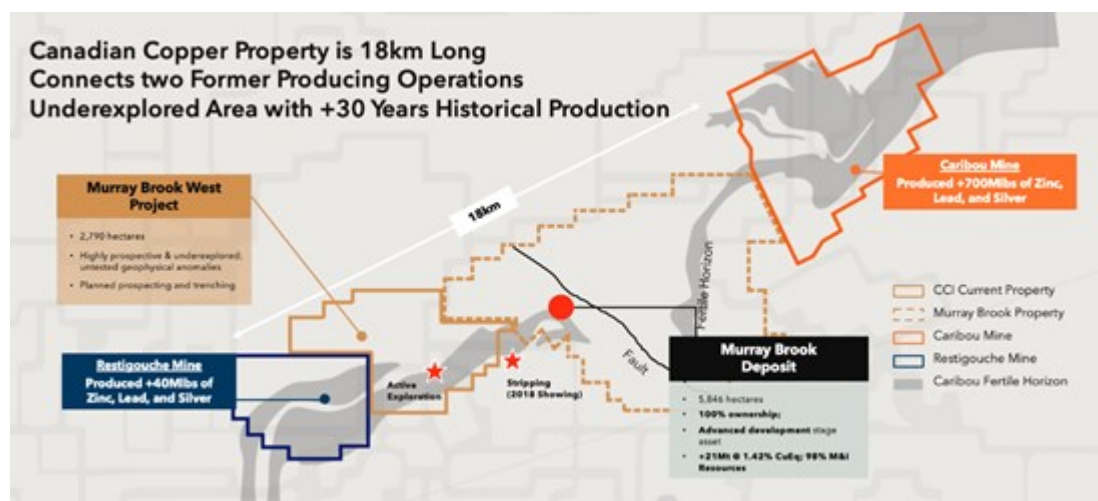 Canadian Copper Property is 18km Long
Connects two Former Producing Operations
Underexplored Area with +30 Years Historical Production
Murray Brook West
Project
• 2,790 hectares
• Highly prospective & underexplored,
untested geophysical anomalies
• Planned prospecting and trenching
18km
Caribou Mine
Produced +700Mlbs of Zinc,
Lead, and Silver
Fertile Horizon
Fault
Restigouche Mine
Produced +40Mlbs of
Zinc, Lead, and Silver
Active
Exploration
Stripping
(2018 Showing)
Murray Brook
Deposit
• 5,846 hectares
• 100% ownership;
• Advanced development stage
asset
• +21Mt @ 1.42% CuEq; 98% M&I
Resources
CCI Current Property
Murray Brook Property
Caribou Mine
Restigouche Mine
Caribou Fertile Horizon